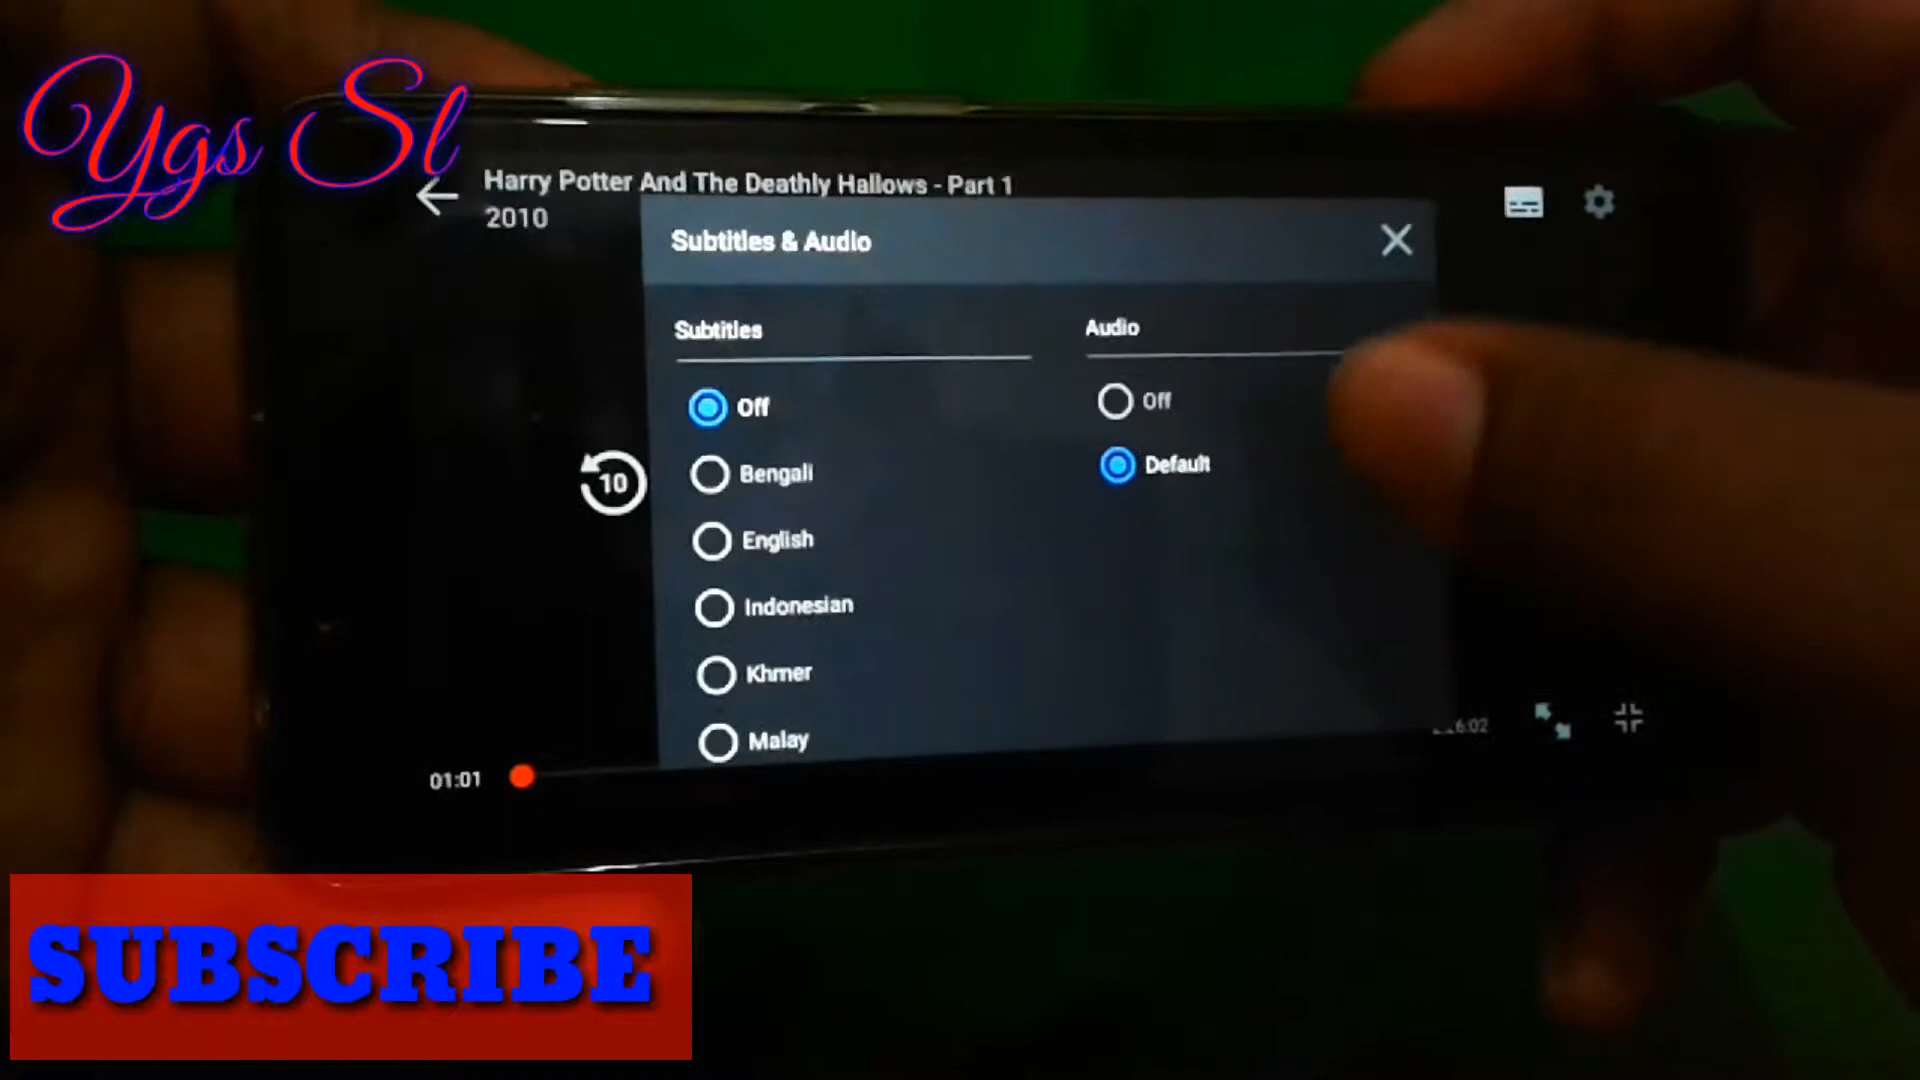 Ygs Sl
Harry Potter And The Deathly Hallows - Part 1
2010
Subtitles & Audio
Subtitles
Audio
Off
Off
Bengali
Default
10
English
Indonesian
Khmer
Malay
01:01
SUBSCRIBE